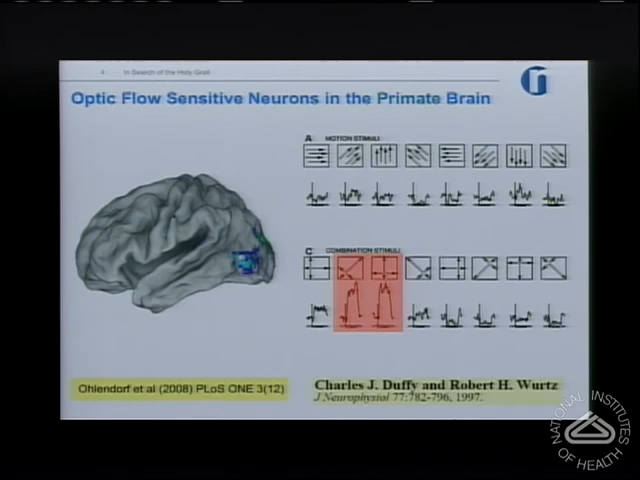 4 In Search of the Holy Grail
Optic Flow Sensitive Neurons in the Primate Brain
A MOTION STIMULI
C COMBINATION STIMULI
Ohlendorf et al (2008) PLoS ONE 3(12)
Charles J. Duffy and Robert H. Wurtz
J Neurophysiol 77:782-796, 1997.
NATIONAL INSTITUTES
OF HEALTH